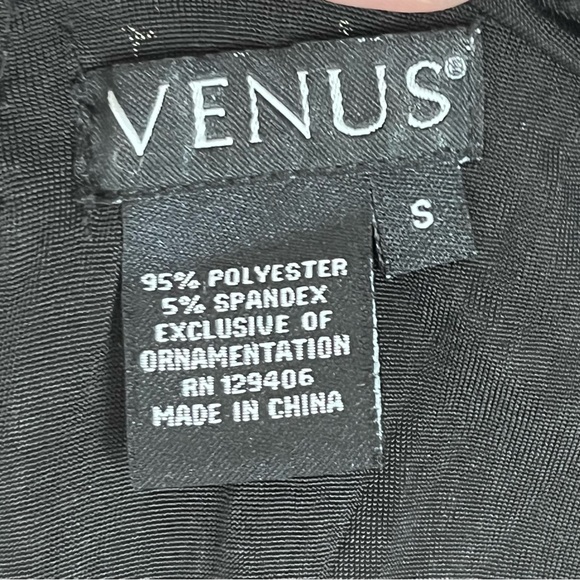 VENUS®
S
95% POLYESTER
5% SPANDEX
EXCLUSIVE OF
ORNAMENTATION
RN 129406
MADE IN CHINA